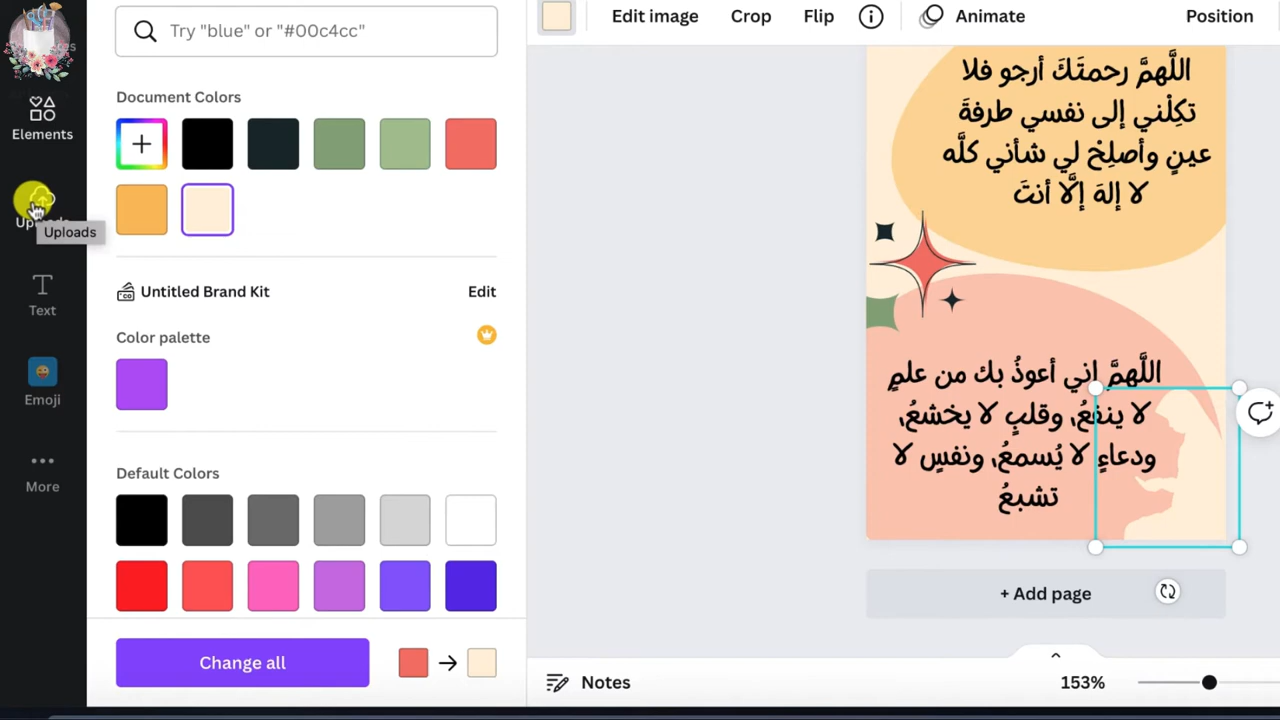 Try "blue" or "#00c4cc"
Document Colors
Elements
Uploads
Untitled Brand Kit
Edit
Color palette
Text
Emoji
More
Default Colors
Change all
Edit image
Crop
Flip
Animate
Position
اللَّهمَّ رحمتَكَ أرجو فلا
تكِلْني إلى نفسي طرفةَ
عينٍ وأصلِحْ لي شأني كلَّه
لا إلهَ إلَّا أنتَ
اللَّهمَّ إني أعوذُ بك من علمٍ
لا ينفعُ، وقلبٍ لا يخشعُ،
ودعاءٍ لا يُسمعُ، ونفسٍ لا
تشبعُ
+ Add page
Notes
153%